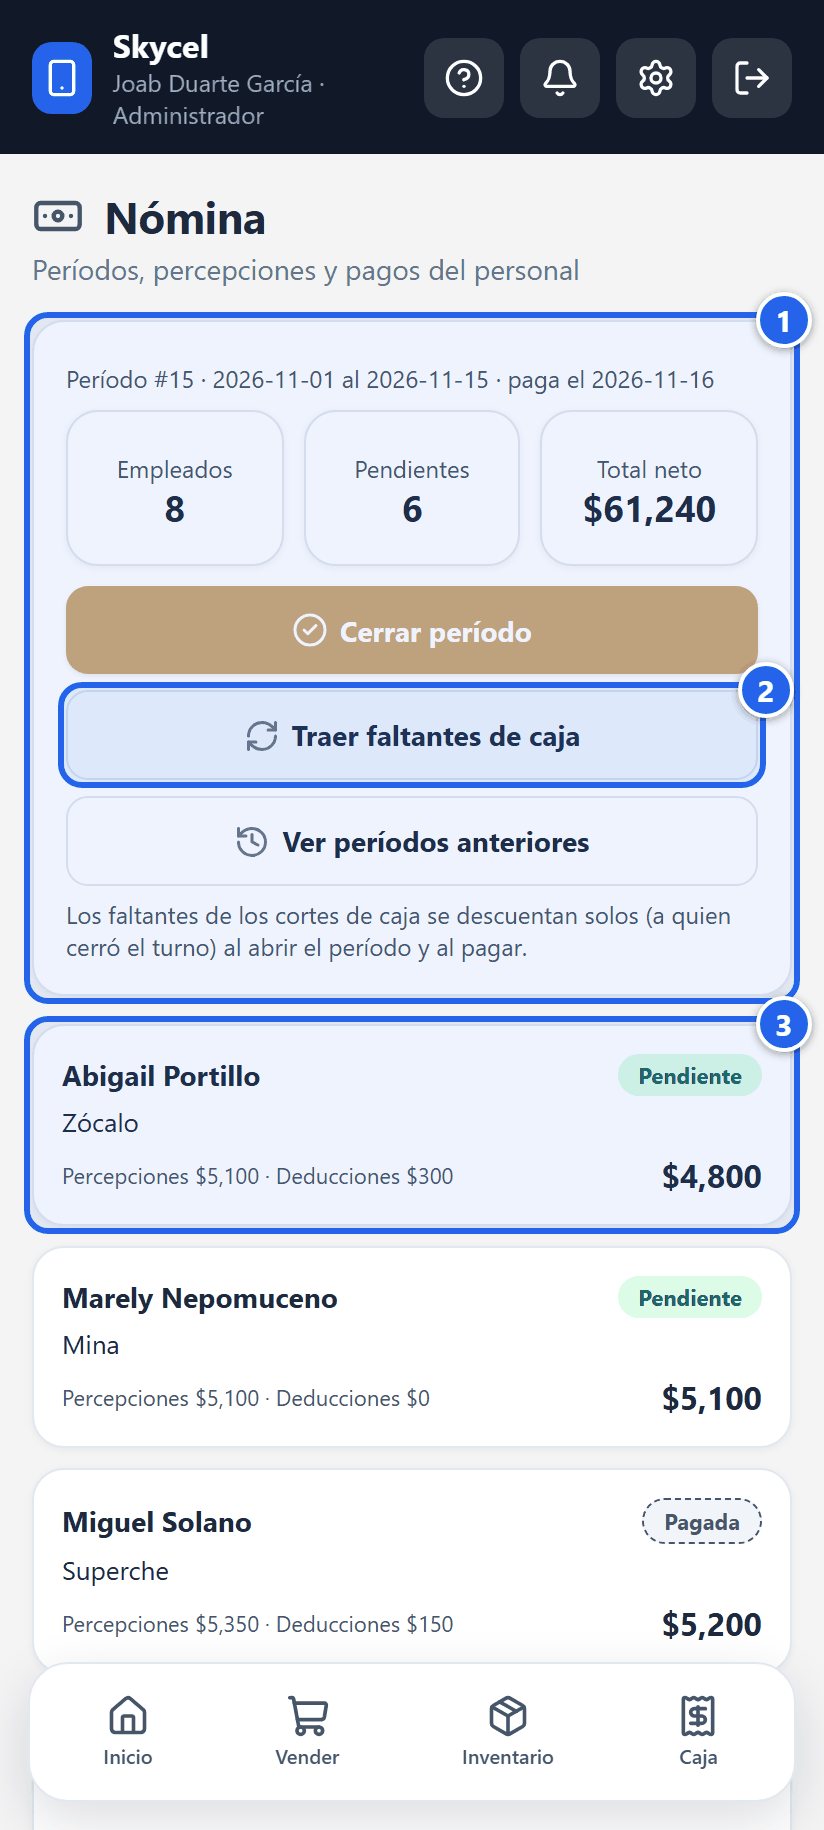 Skycel
Joab Duarte García ·
Administrador
Nómina
Períodos, percepciones y pagos del personal
1
Período #15 · 2026-11-01 al 2026-11-15 · paga el 2026-11-16
Empleados
8
Pendientes
6
Total neto
$61,240
Cerrar período
2
Traer faltantes de caja
Ver períodos anteriores
Los faltantes de los cortes de caja se descuentan solos (a quien
cerró el turno) al abrir el período y al pagar.
3
Abigail Portillo
Pendiente
Zócalo
Percepciones $5,100 · Deducciones $300
$4,800
Marely Nepomuceno
Pendiente
Mina
Percepciones $5,100 · Deducciones $0
$5,100
Miguel Solano
Pagada
Superche
Percepciones $5,350 · Deducciones $150
$5,200
Inicio
Vender
Inventario
Caja